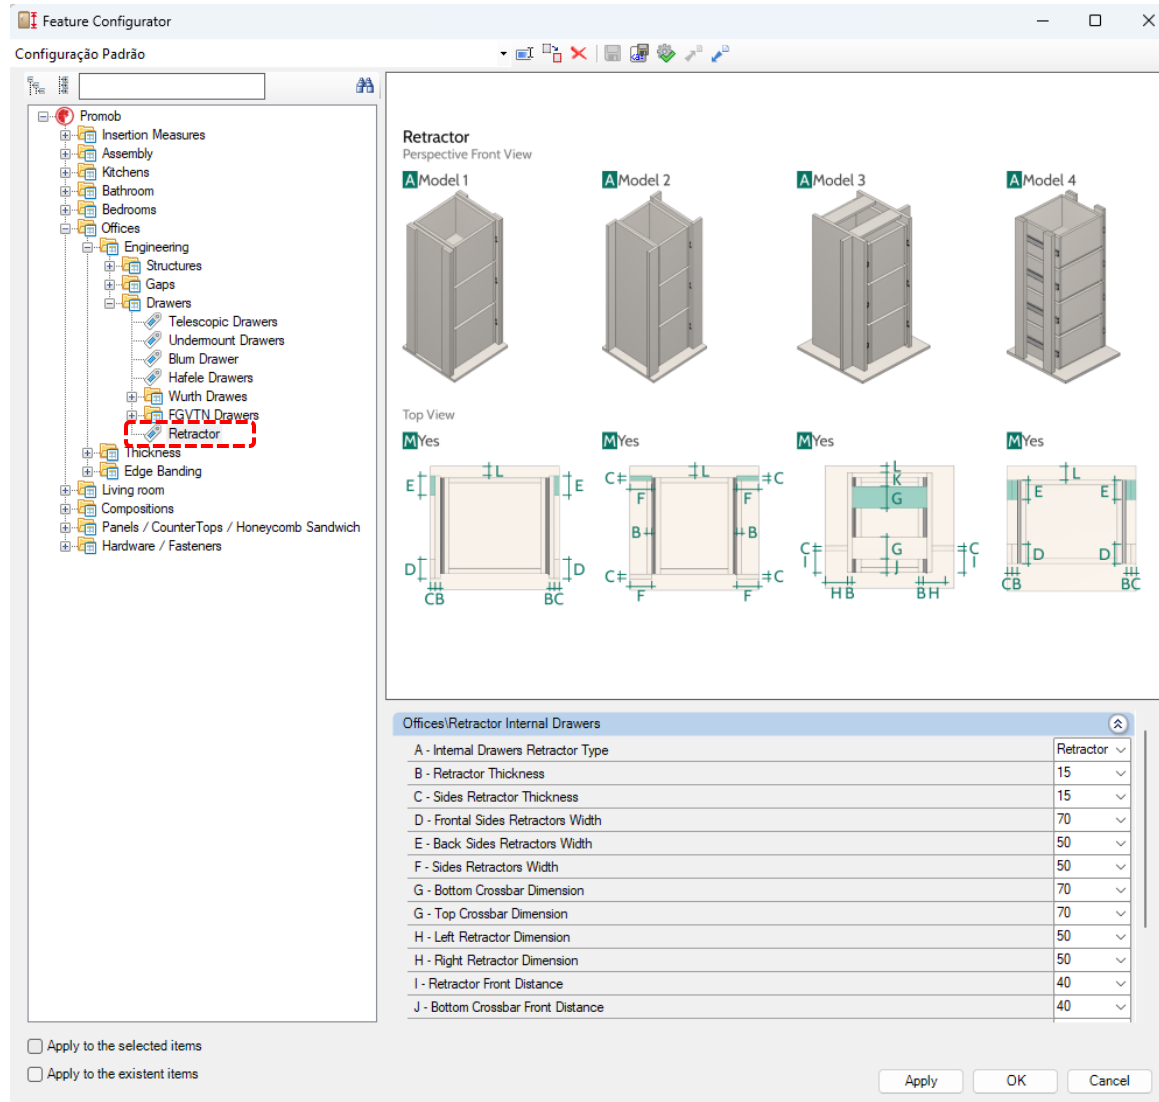 Feature Configurator
Configuração Padrão
Promob
Insertion Measures
Assembly
Kitchens
Bathroom
Bedrooms
Offices
Engineering
Structures
Gaps
Drawers
Telescopic Drawers
Undermount Drawers
Blum Drawer
Hafele Drawers
Wurth Drawes
FGVTN Drawers
Retractor
Thickness
Edge Banding
Living room
Compositions
Panels / CounterTops / Honeycomb Sandwich
Hardware / Fasteners
Retractor
Perspective Front View
A Model 1 A Model 2 A Model 3 A Model 4
Top View
M Yes M Yes M Yes M Yes
L E E D D CB BC
L C C F F B B C C F F
L K G C G C I J I H B B H
L E E D D CB BC
Offices\Retractor Internal Drawers
A - Internal Drawers Retractor Type Retractor
B - Retractor Thickness 15
C - Sides Retractor Thickness 15
D - Frontal Sides Retractors Width 70
E - Back Sides Retractors Width 50
F - Sides Retractors Width 50
G - Bottom Crossbar Dimension 70
G - Top Crossbar Dimension 70
H - Left Retractor Dimension 50
H - Right Retractor Dimension 50
I - Retractor Front Distance 40
J - Bottom Crossbar Front Distance 40
Apply to the selected items
Apply to the existent items
Apply OK Cancel